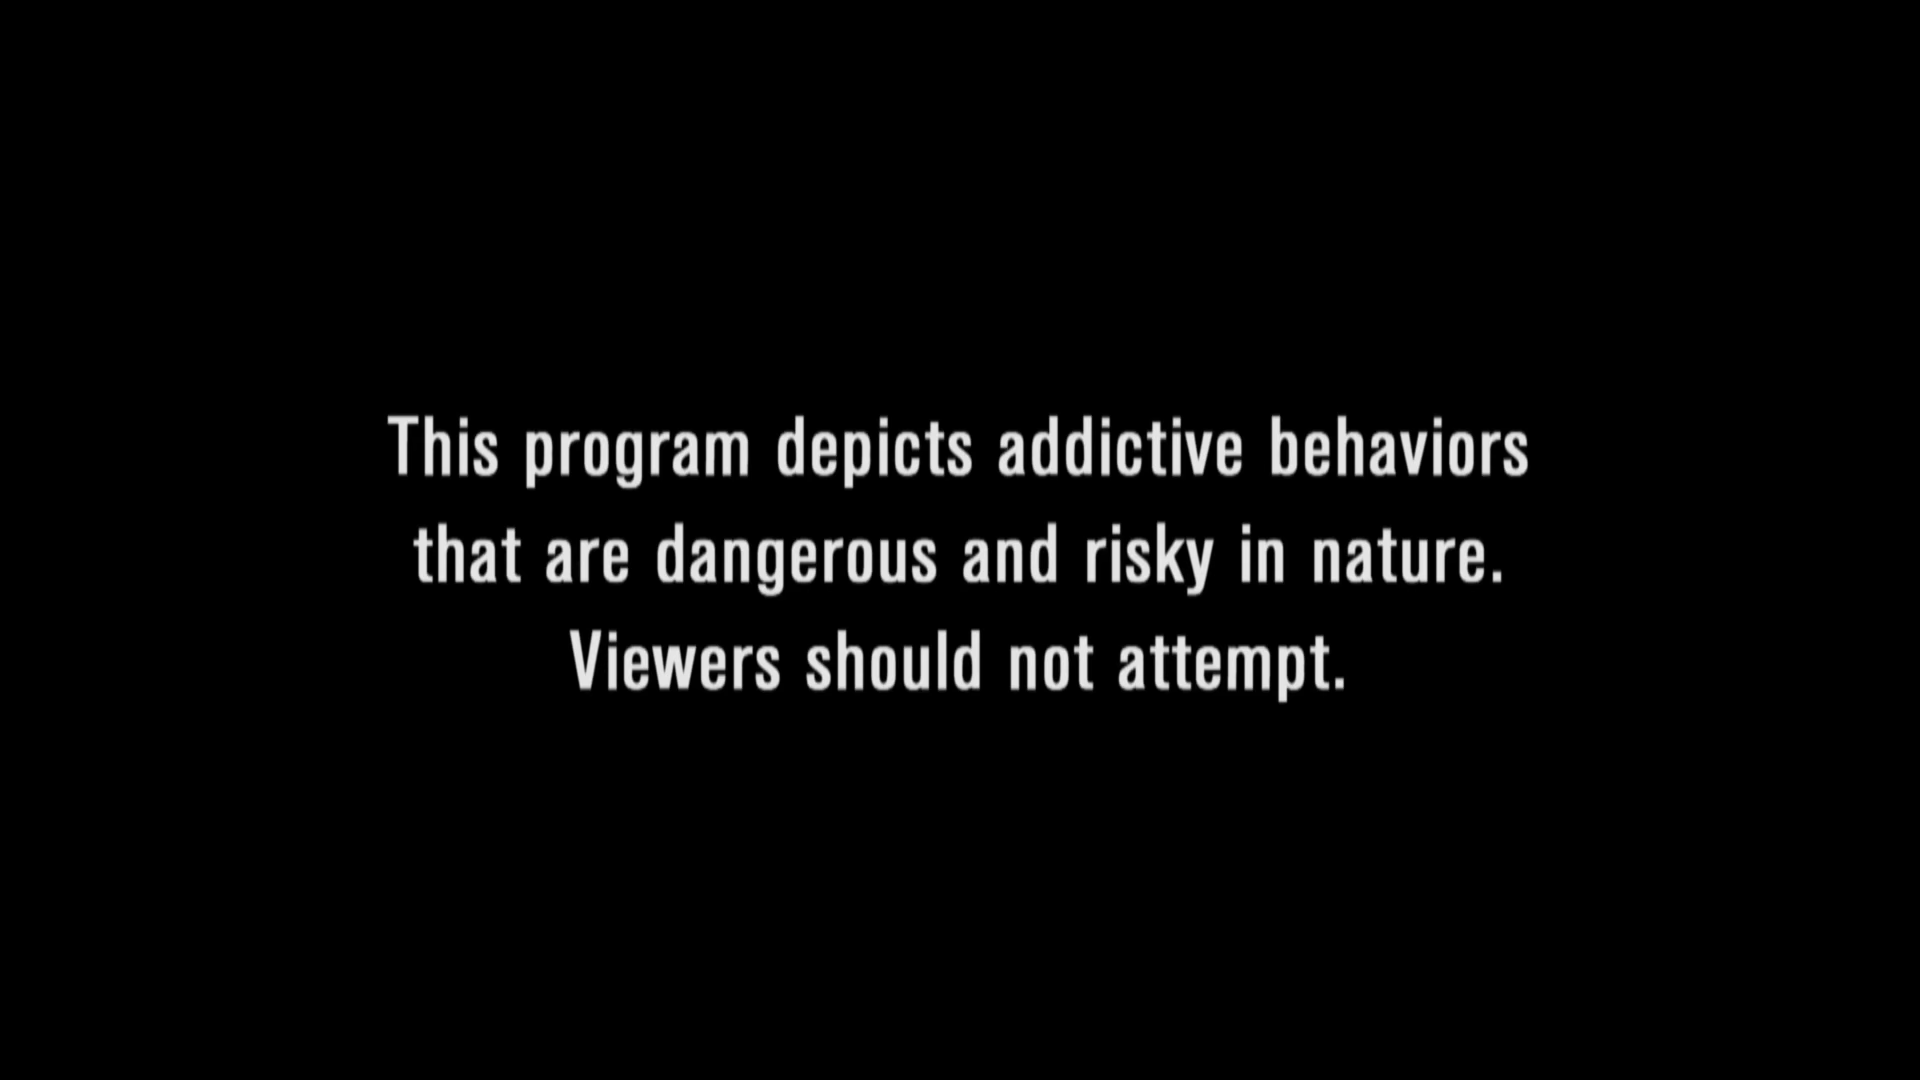 This program depicts addictive behaviors
that are dangerous and risky in nature.
Viewers should not attempt.